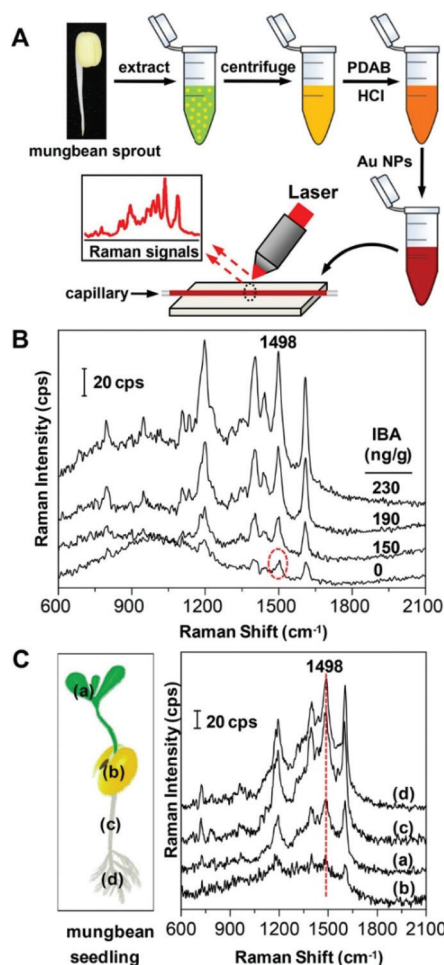 A
extract
centrifuge
PDAB
HCl
mungbean sprout
Au NPs
Laser
Raman signals
capillary
B
1498
20 cps
IBA
(ng/g)
230
190
150
0
Raman Intensity (cps)
600 900 1200 1500 1800 2100
Raman Shift (cm-1)
C
(a)
(b)
(c)
(d)
mungbean
seedling
1498
20 cps
(d)
(c)
(a)
(b)
Raman Intensity (cps)
600 900 1200 1500 1800 2100
Raman Shift (cm-1)